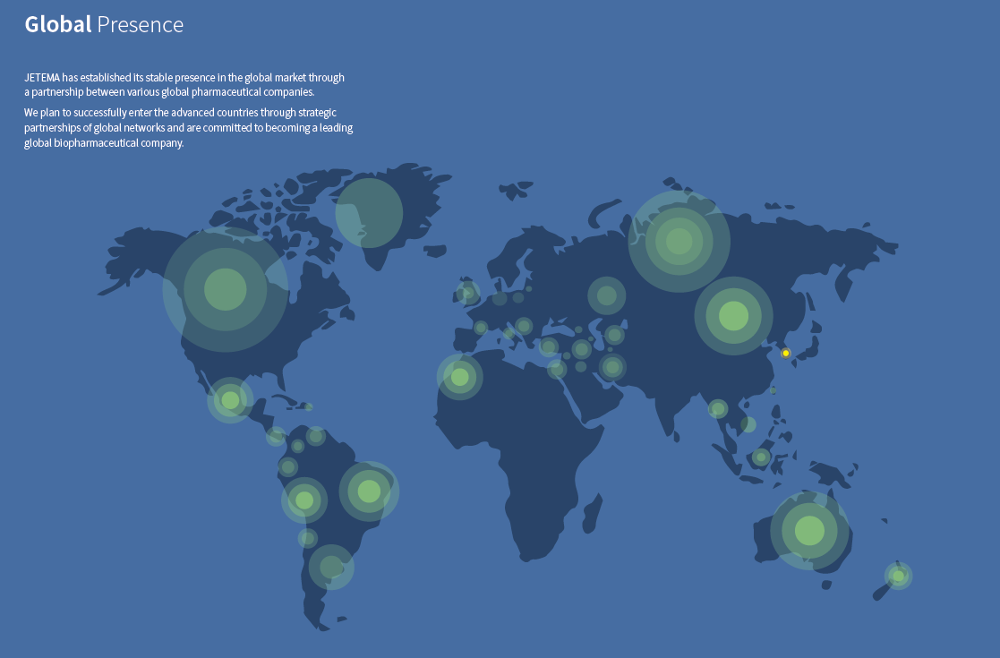 Global Presence
JETEMA has established its stable presence in the global market through
a partnership between various global pharmaceutical companies.
We plan to successfully enter the advanced countries through strategic
partnerships of global networks and are committed to becoming a leading
global biopharmaceutical company.